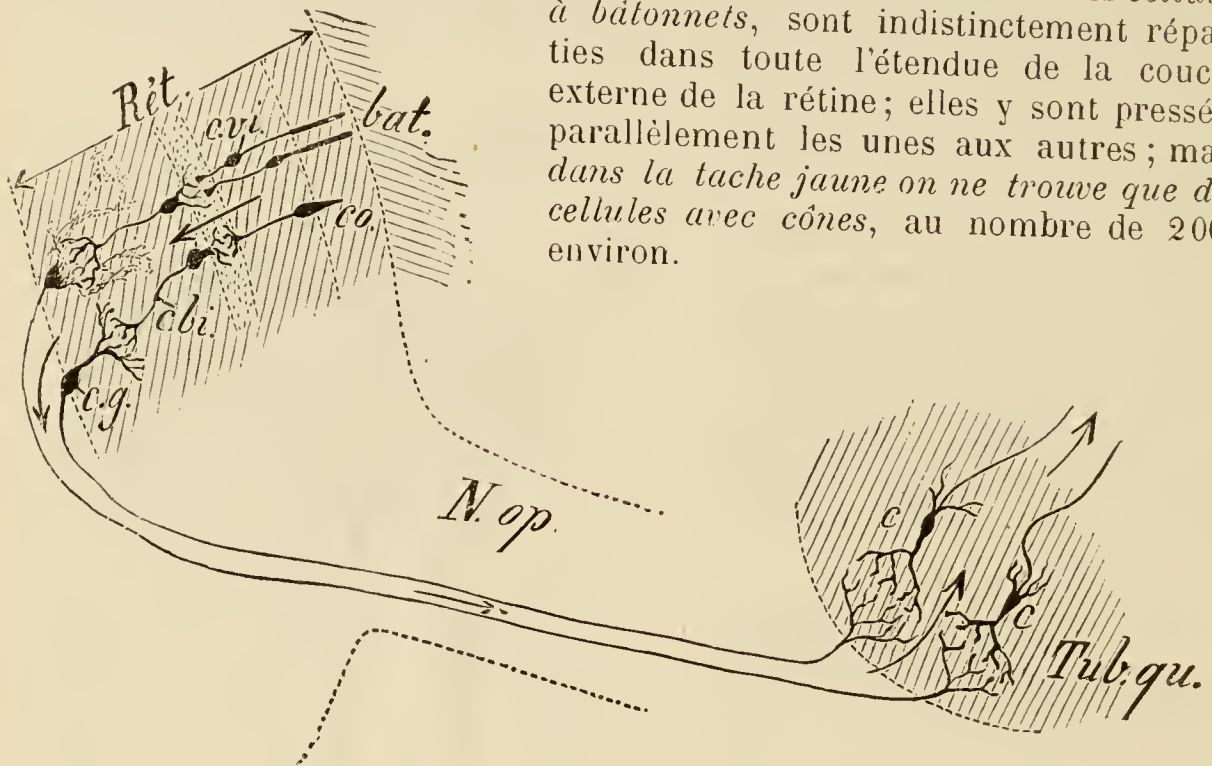 à bâtonnets, sont indistinctement répa
ties dans toute l'étendue de la couc
externe de la rétine; elles y sont pressé
parallèlement les unes aux autres; ma
dans la tache jaune on ne trouve que d
cellules avec cônes, au nombre de 200
environ.
Rét.
c.vi.
bat.
co.
c.bi.
c.g.
N. op.
c
c
Tub. qu.